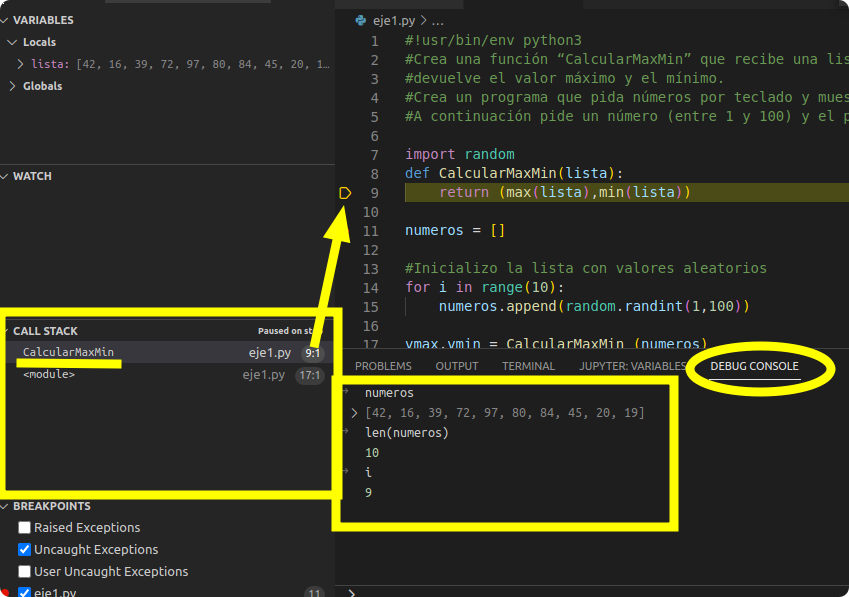 VARIABLES
Locals
lista: [42, 16, 39, 72, 97, 80, 84, 45, 20, 1…
Globals
WATCH
CALL STACK
Paused on st
CalcularMaxMin eje1.py 9:1
<module> eje1.py 17:1
BREAKPOINTS
Raised Exceptions
Uncaught Exceptions
User Uncaught Exceptions
eje1.py 11
eje1.py > ...
1 #!usr/bin/env python3
2 #Crea una función “CalcularMaxMin” que recibe una lis
3 #devuelve el valor máximo y el mínimo.
4 #Crea un programa que pida números por teclado y mues
5 #A continuación pide un número (entre 1 y 100) y el p
6
7 import random
8 def CalcularMaxMin(lista):
9 return (max(lista),min(lista))
10
11 numeros = []
12
13 #Inicializo la lista con valores aleatorios
14 for i in range(10):
15 numeros.append(random.randint(1,100))
16
17 vmax,vmin = CalcularMaxMin (numeros)
PROBLEMS OUTPUT TERMINAL JUPYTER: VARIABLES DEBUG CONSOLE
numeros
[42, 16, 39, 72, 97, 80, 84, 45, 20, 19]
len(numeros)
10
i
9